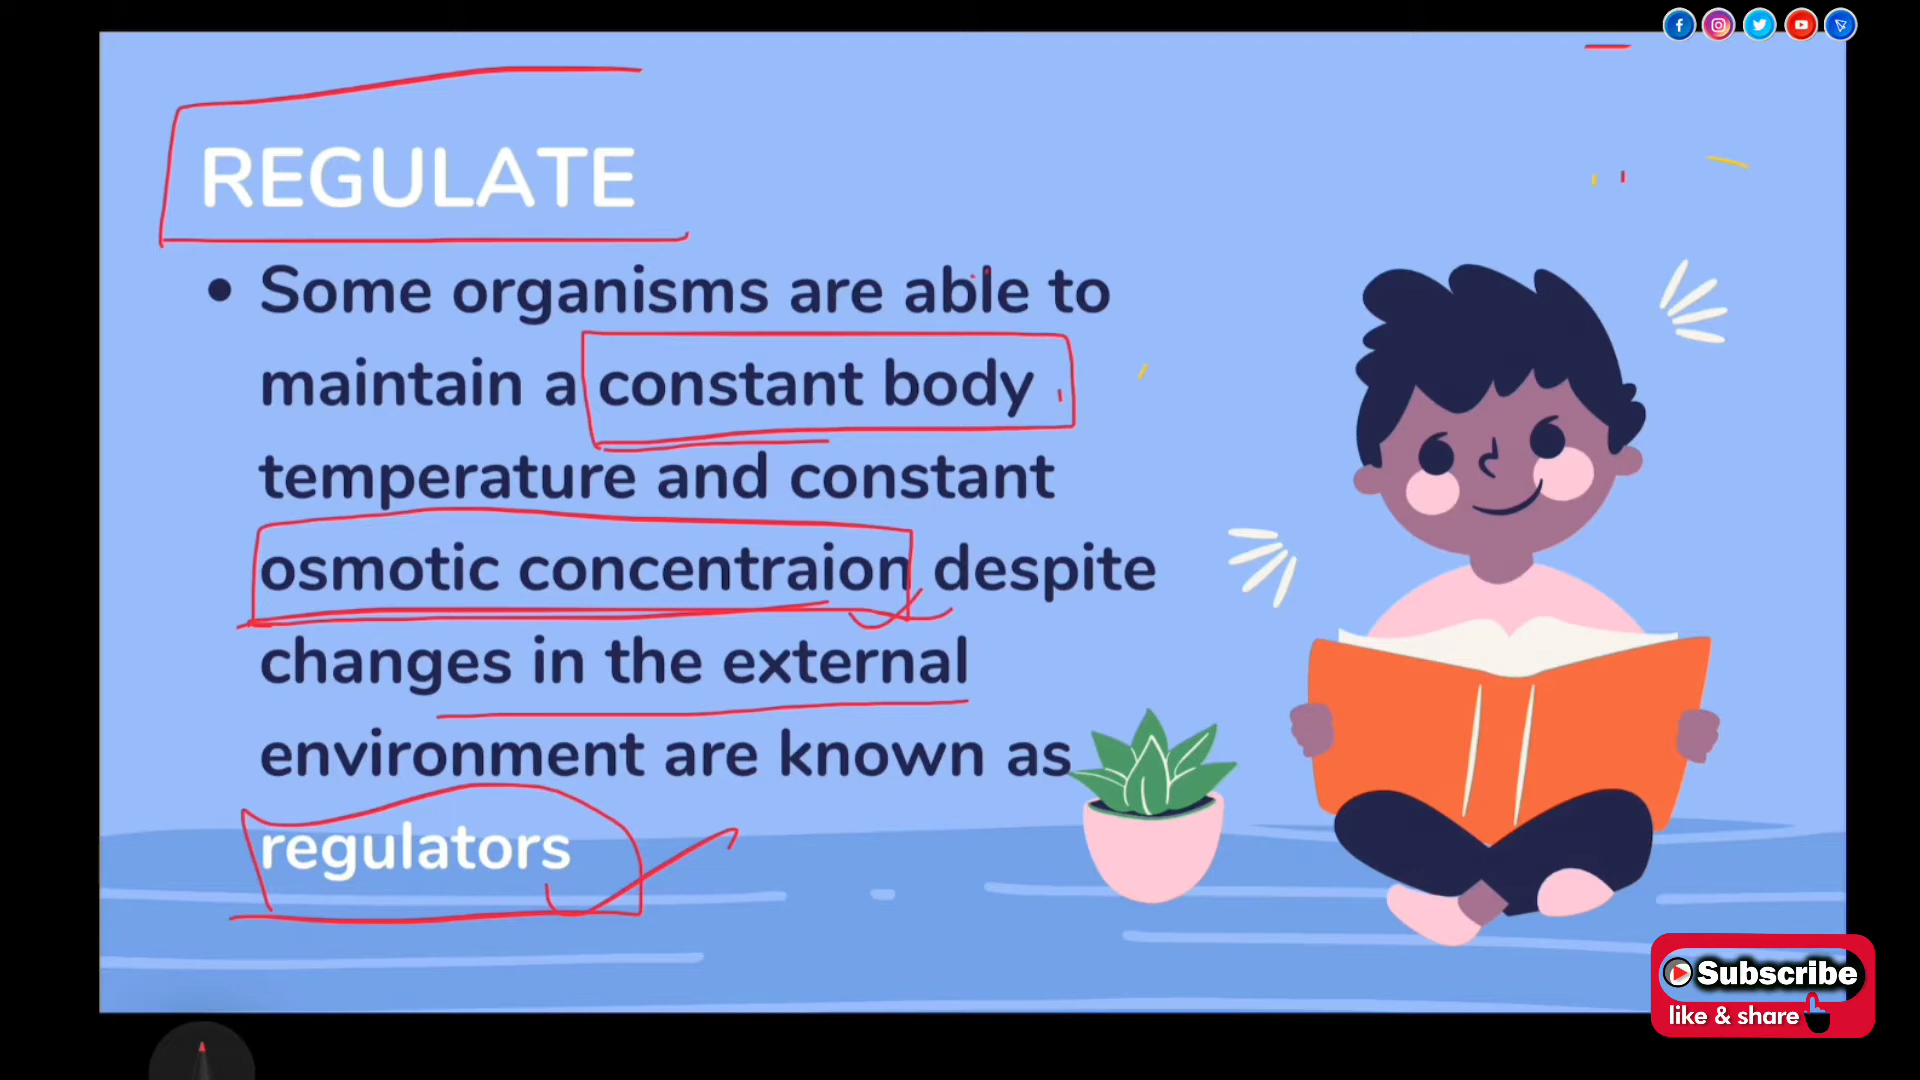 REGULATE
• Some organisms are able to
maintain a constant body
temperature and constant
osmotic concentraion despite
changes in the external
environment are known as
regulators
Subscribe
like & share